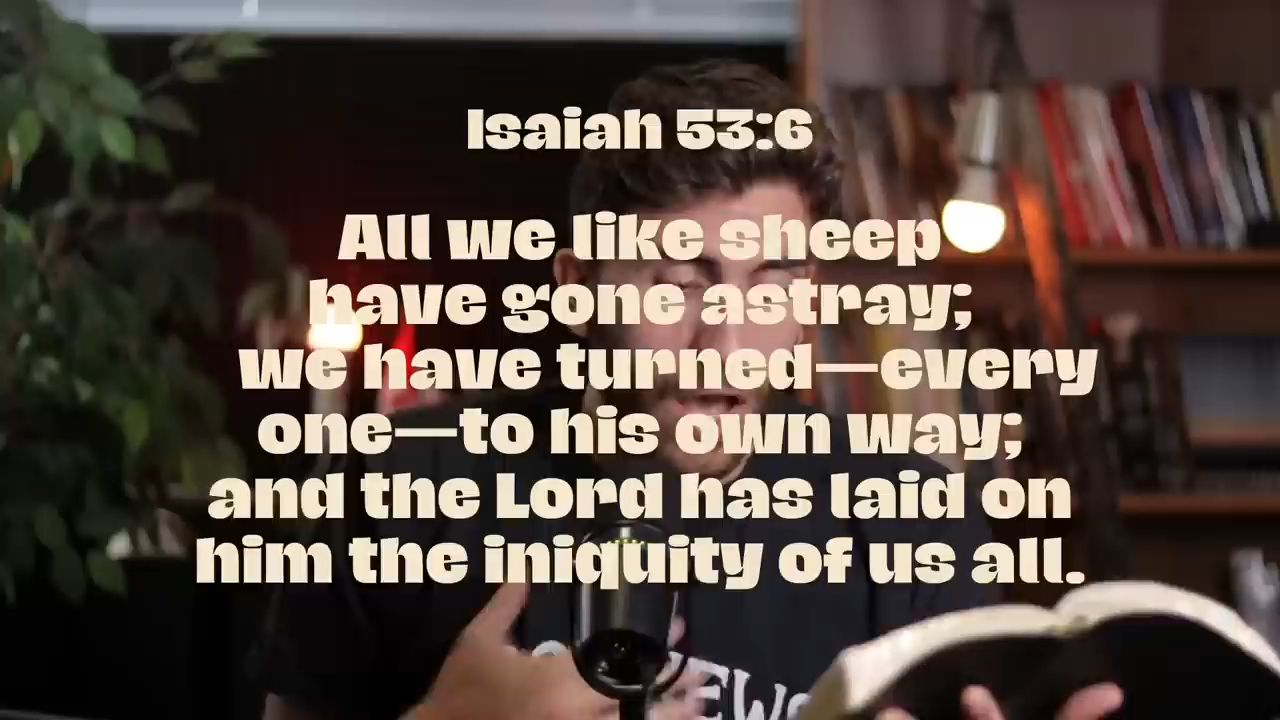 Isaiah 53:6
All we like sheep
have gone astray;
we have turned—every
one—to his own way;
and the Lord has laid on
him the iniquity of us all.